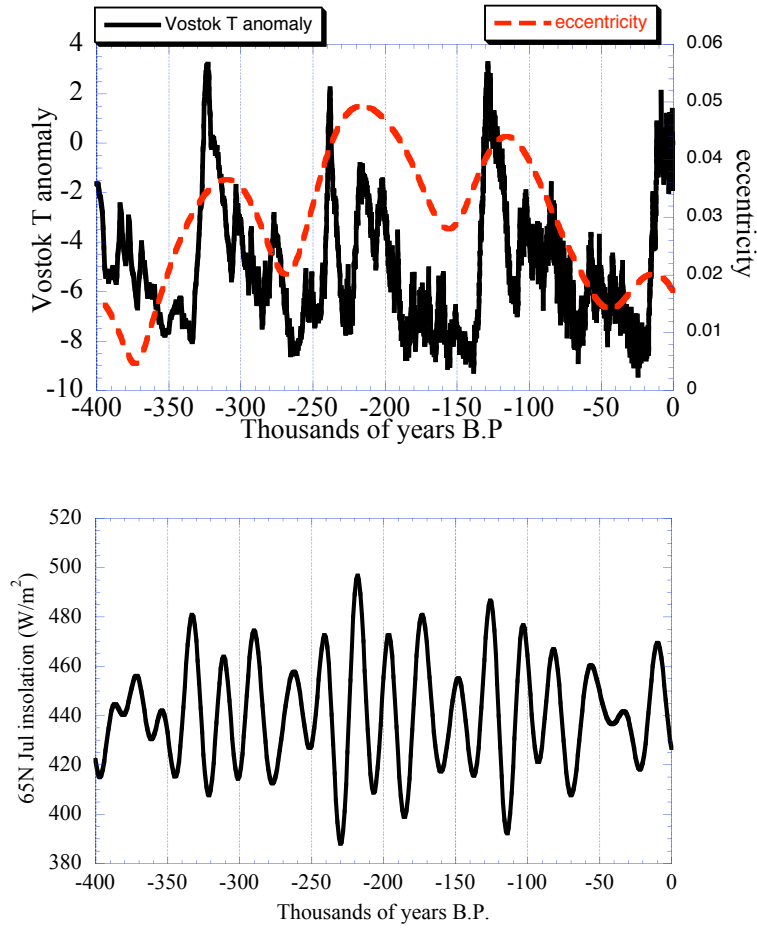 Vostok T anomaly
eccentricity
4
2
0
-2
-4
-6
-8
-10
Vostok T anomaly
0.06
0.05
0.04
0.03
0.02
0.01
0
eccentricity
-400 -350 -300 -250 -200 -150 -100 -50 0
Thousands of years B.P
520
500
480
460
440
420
400
380
65N Jul insolation (W/m²)
-400 -350 -300 -250 -200 -150 -100 -50 0
Thousands of years B.P.